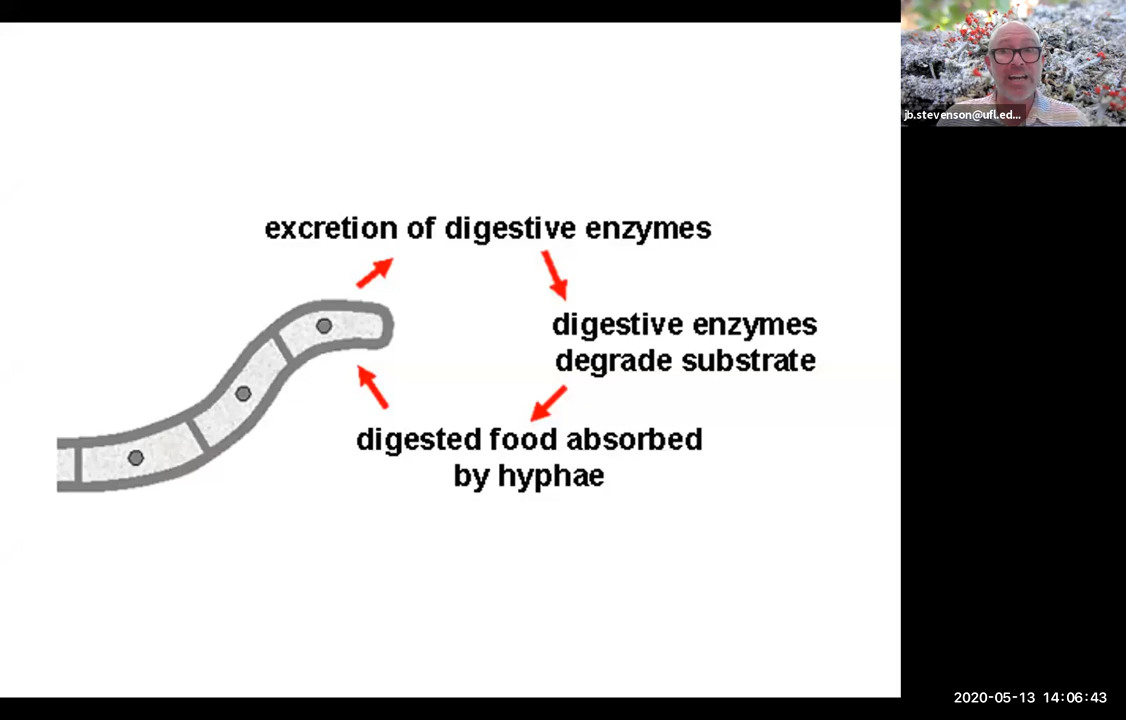 jb.stevenson@ufl.ed...
excretion of digestive enzymes
digestive enzymes
degrade substrate
digested food absorbed
by hyphae
2020-05-13 14:06:43